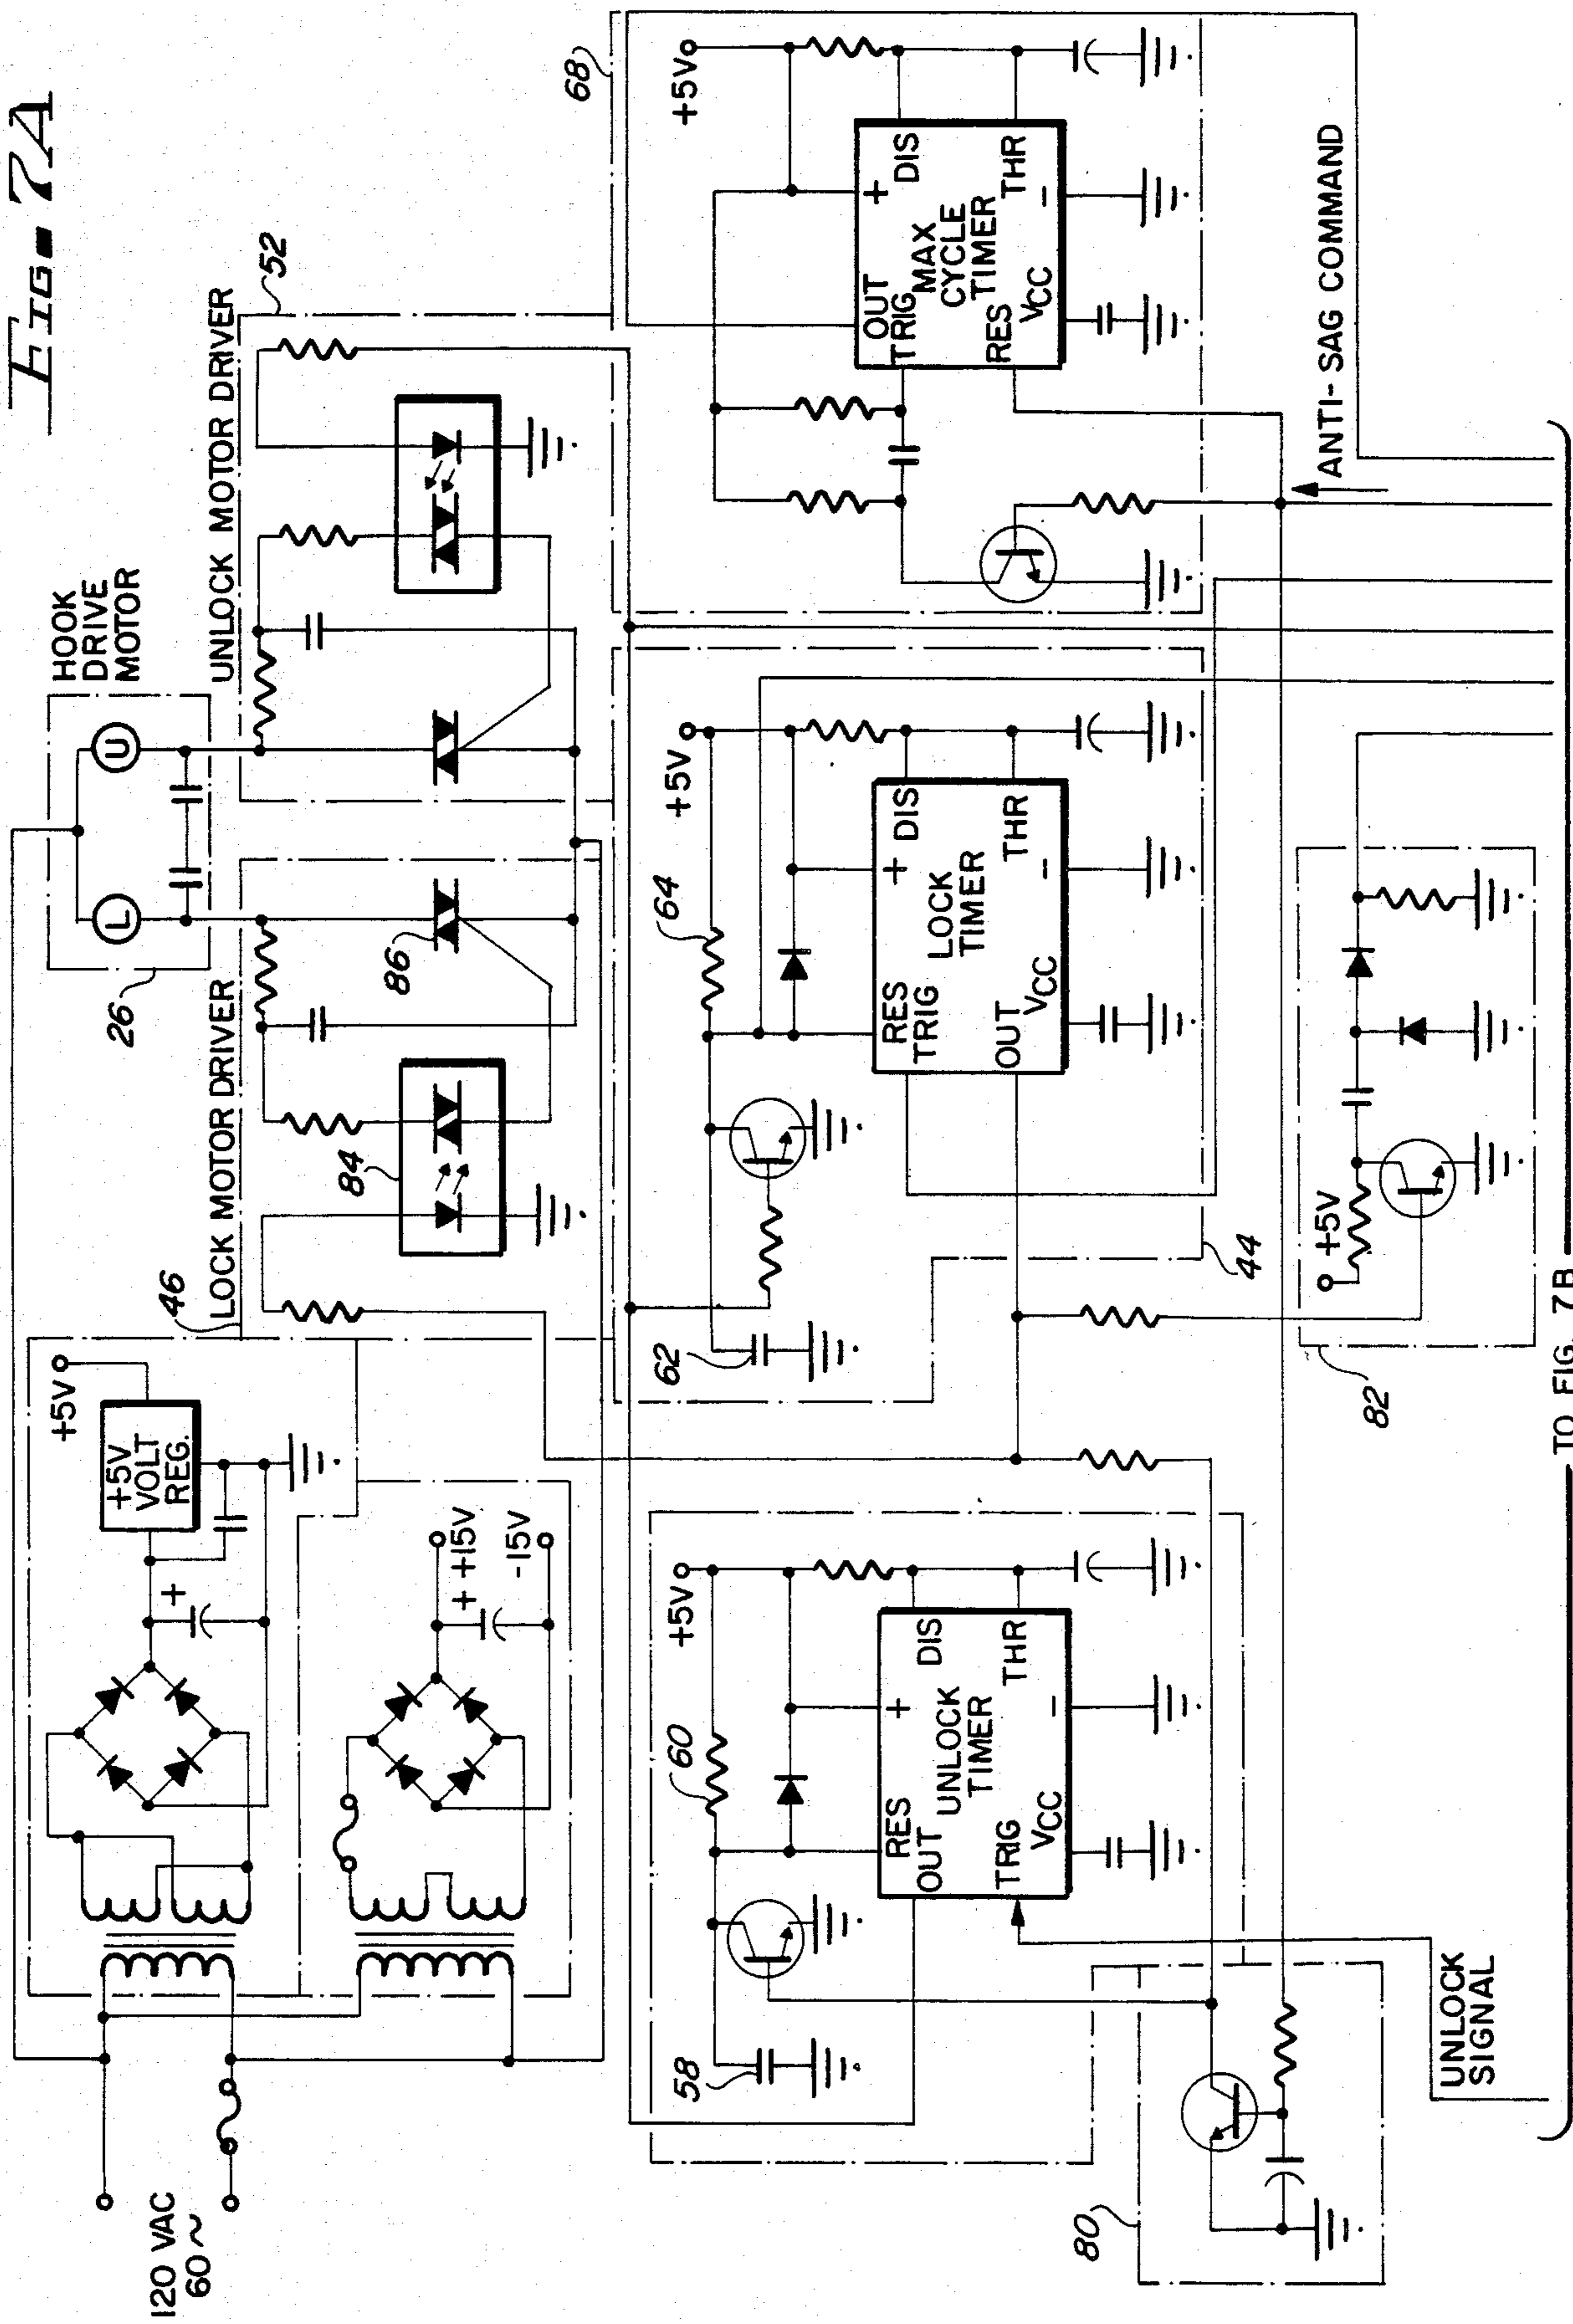 FIG. 7A
120 VAC
60 ~
+5V
+5V
VOLT
REG.
+
+ +15V
-15V
46
LOCK MOTOR DRIVER
84
86
26
HOOK
DRIVE
MOTOR
L
U
UNLOCK MOTOR DRIVER
52
58
60
+5V
RES
OUT
TRIG
VCC
UNLOCK
TIMER
+
-
DIS
THR
62
64
+5V
RES
TRIG
OUT
VCC
LOCK
TIMER
+
-
DIS
THR
44
68
+5V
OUT
TRIG
RES
VCC
MAX
CYCLE
TIMER
+
-
DIS
THR
80
UNLOCK
SIGNAL
82
+5V
ANTI-SAG COMMAND
TO FIG. 7B